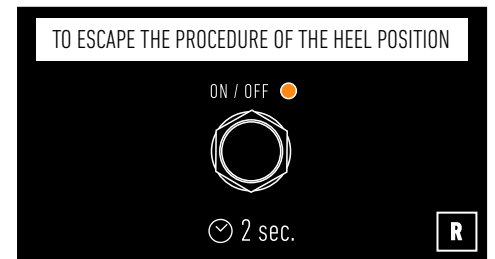 TO ESCAPE THE PROCEDURE OF THE HEEL POSITION
ON / OFF
2 sec.
R